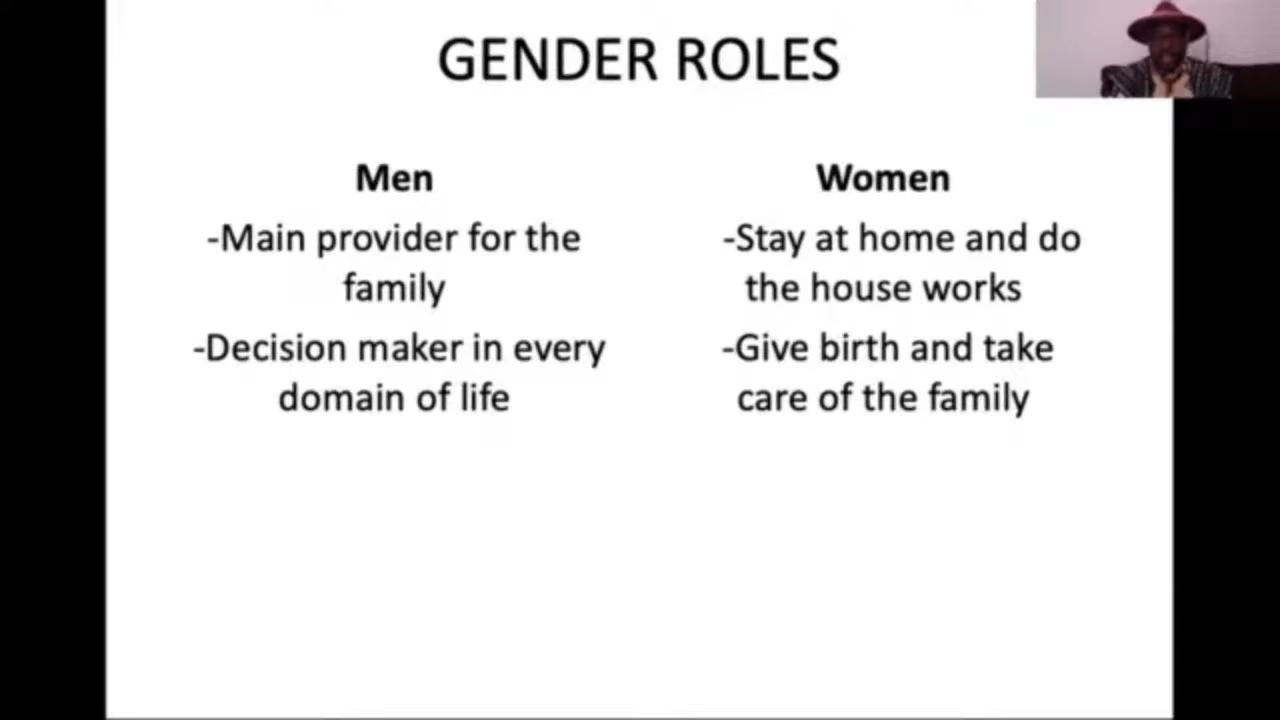 GENDER ROLES
Men
-Main provider for the
family
-Decision maker in every
domain of life
Women
-Stay at home and do
the house works
-Give birth and take
care of the family